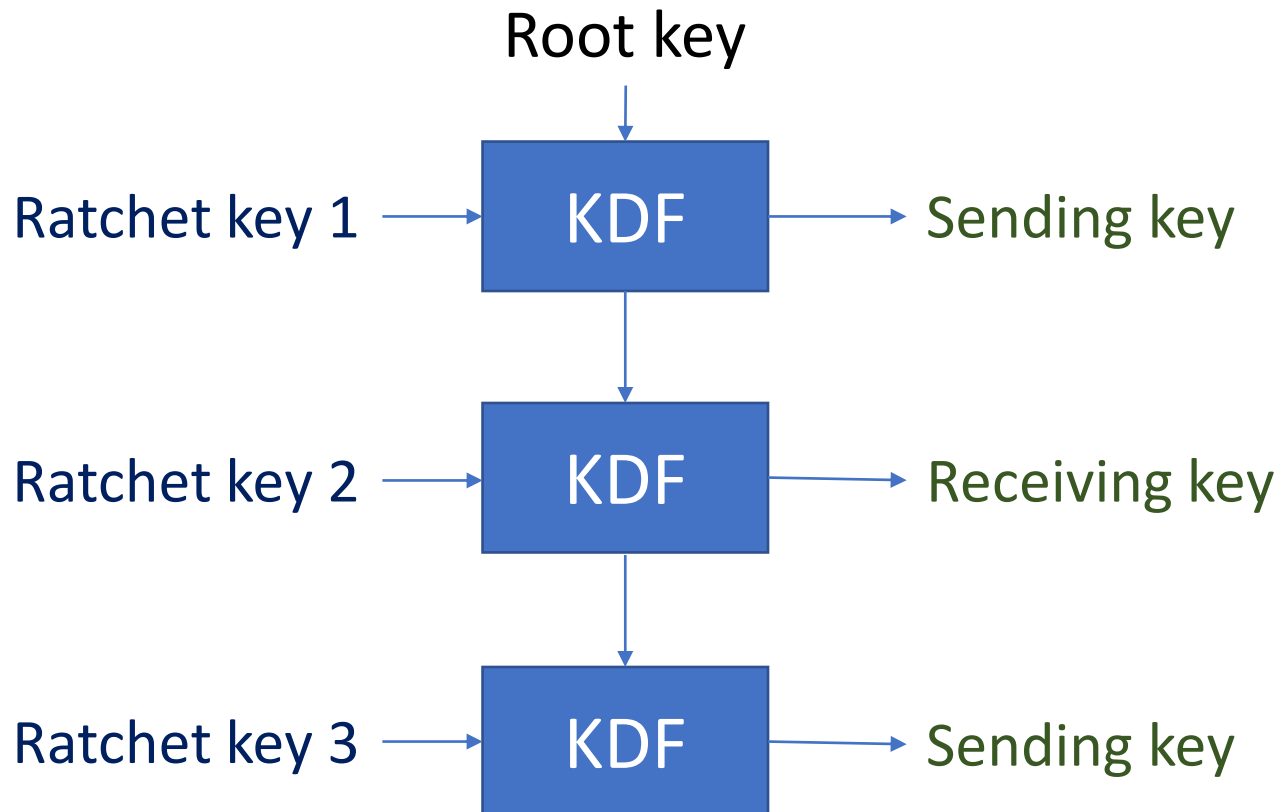 Root key
Ratchet key 1
KDF
Sending key
Ratchet key 2
KDF
Receiving key
Ratchet key 3
KDF
Sending key